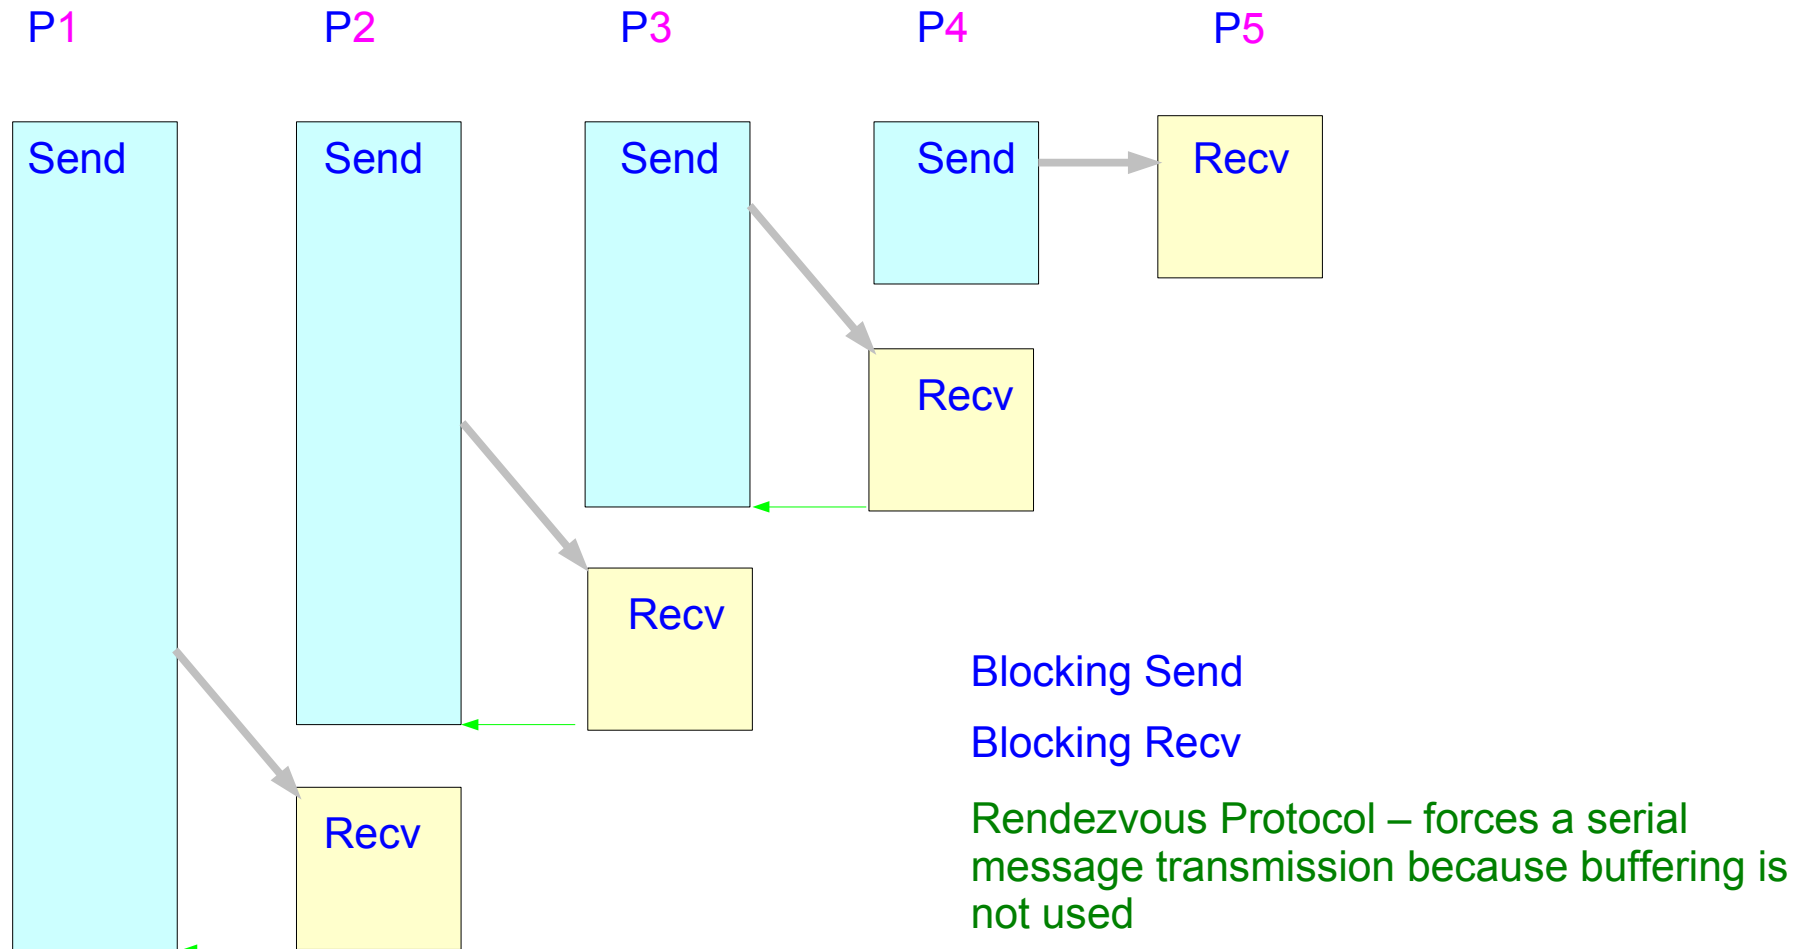 P1 P2 P3 P4 P5
Send Send Send Send Recv
Recv
Recv
Recv
Blocking Send
Blocking Recv
Rendezvous Protocol – forces a serial
message transmission because buffering is
not used